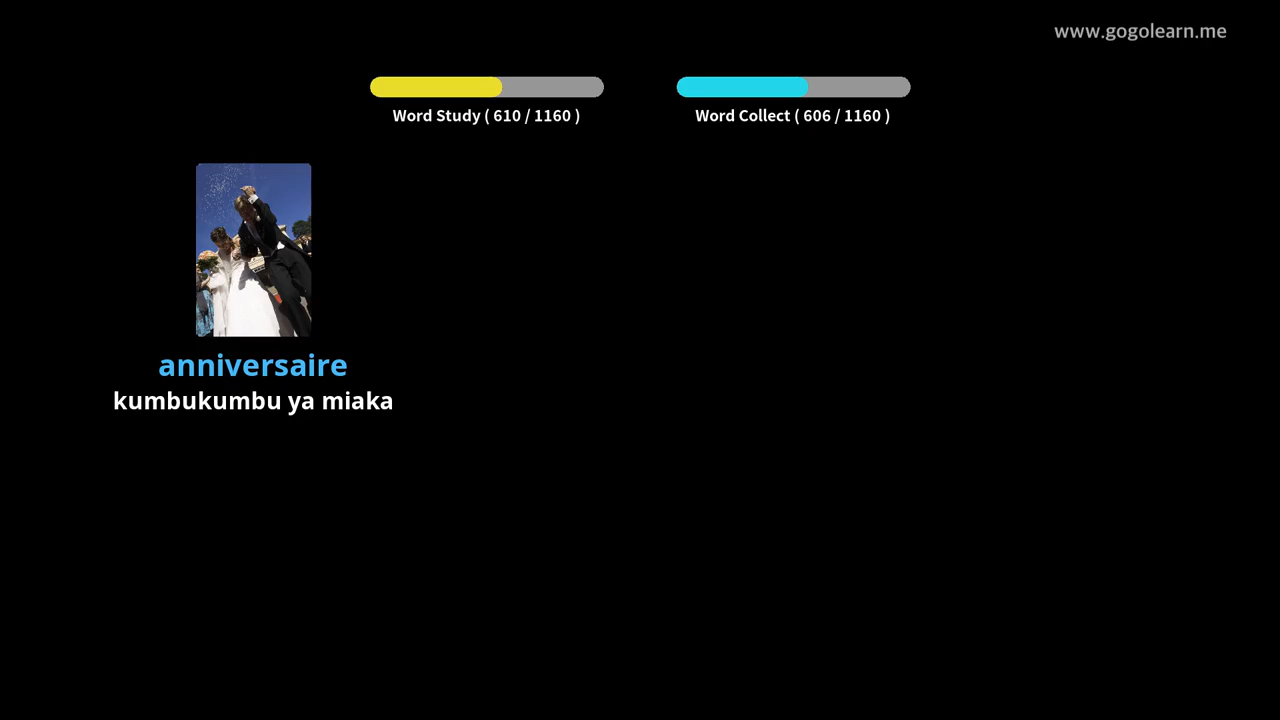 www.gogolearn.me
Word Study ( 610 / 1160 )
Word Collect ( 606 / 1160 )
anniversaire
kumbukumbu ya miaka